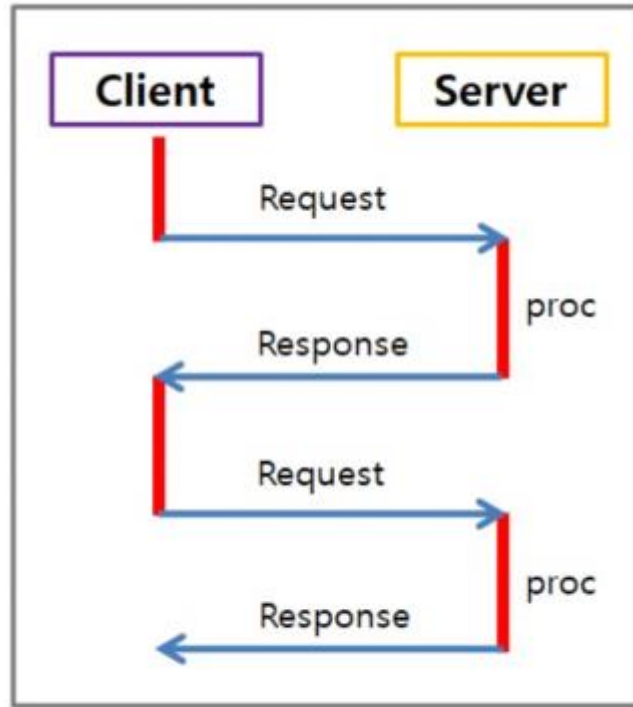 Client
Server
Request
proc
Response
Request
proc
Response